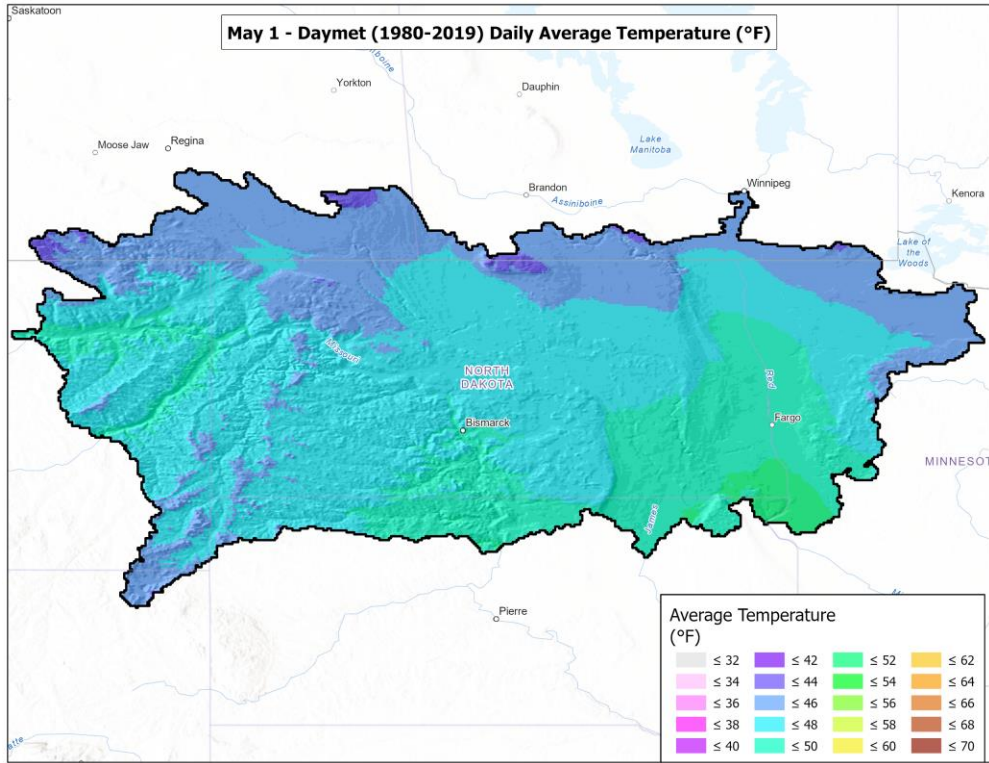 Saskatoon
May 1 - Daymet (1980-2019) Daily Average Temperature (°F)
Yorkton
Dauphin
Moose Jaw
Regina
Lake
Manitoba
Brandon
Assiniboine
Winnipeg
Kenora
Lake of
the
Woods
Missouri
NORTH
DAKOTA
Red
Bismarck
Fargo
MINNESOT
James
Pierre
Average Temperature
(°F)
≤ 32
≤ 42
≤ 52
≤ 62
≤ 34
≤ 44
≤ 54
≤ 64
≤ 36
≤ 46
≤ 56
≤ 66
≤ 38
≤ 48
≤ 58
≤ 68
≤ 40
≤ 50
≤ 60
≤ 70